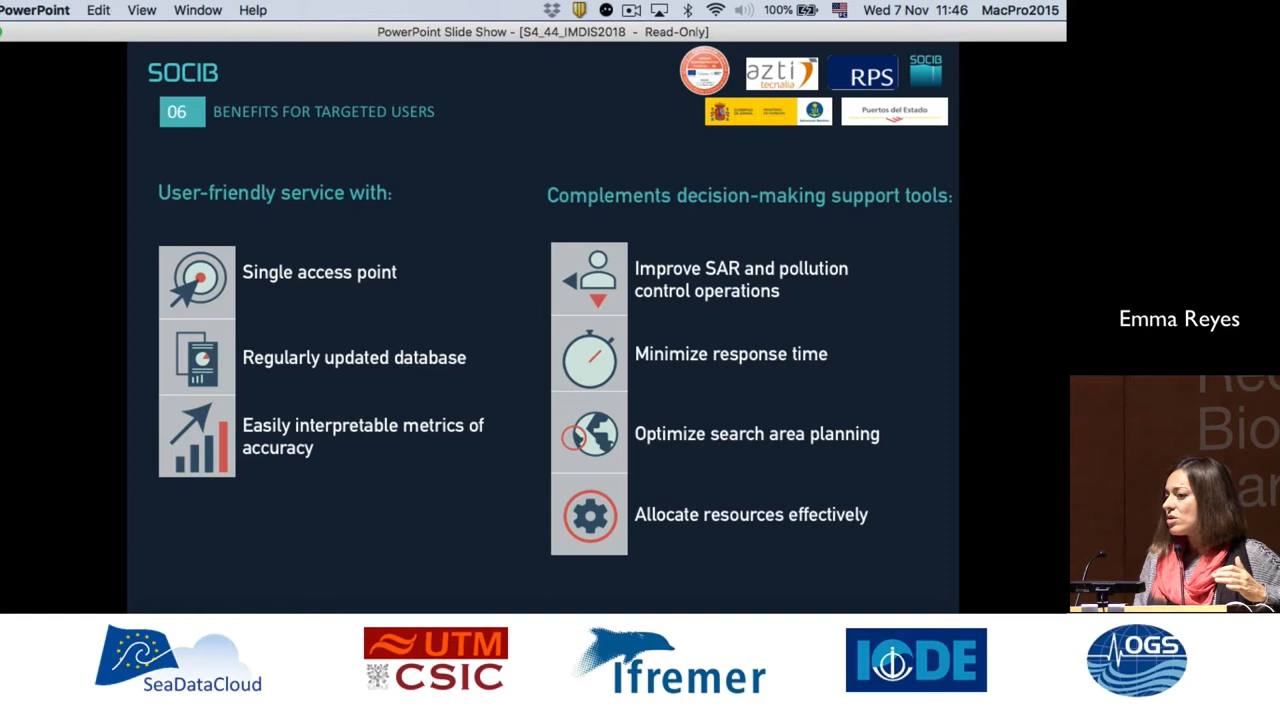 PowerPoint Edit View Window Help 100% Wed 7 Nov 11:46 MacPro2015
PowerPoint Slide Show - [S4_44_IMDIS2018 - Read-Only]
SOCIB
06 BENEFITS FOR TARGETED USERS
azti
tecnalia
RPS
SOCIB
Puertos del Estado
User-friendly service with:
Single access point
Regularly updated database
Easily interpretable metrics of
accuracy
Complements decision-making support tools:
Improve SAR and pollution
control operations
Minimize response time
Optimize search area planning
Allocate resources effectively
Emma Reyes
Bio
SeaDataCloud
UTM
CSIC
Ifremer
IODE
OGS